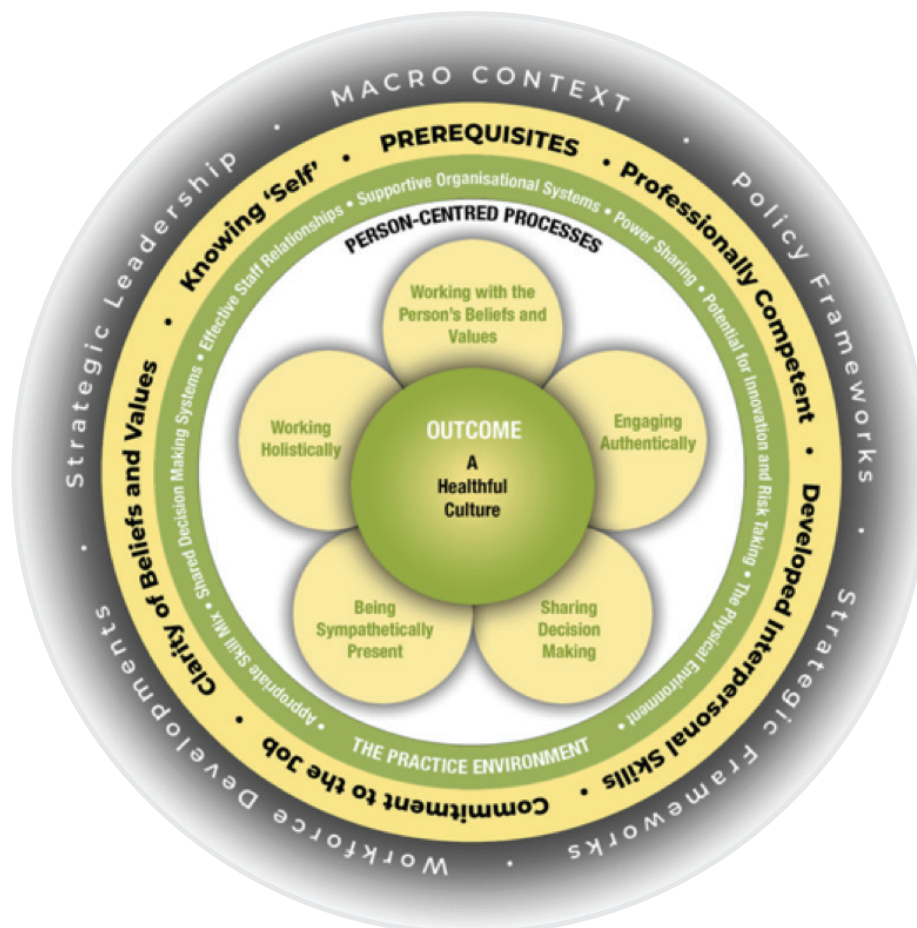 MACRO CONTEXT • Policy Frameworks • Strategic Frameworks • Workforce Developments • Strategic Leadership •
PREREQUISITES • Professionally Competent • Developed Interpersonal Skills • Commitment to the Job • Clarity of Beliefs and Values • Knowing ‘Self’ •
THE PRACTICE ENVIRONMENT
• Appropriate Skill Mix • Shared Decision Making Systems • Effective Staff Relationships • Supportive Organisational Systems • Power Sharing • Potential for Innovation and Risk Taking • The Physical Environment •
PERSON-CENTRED PROCESSES
Working with the
Person’s Beliefs and
Values
Engaging
Authentically
Sharing
Decision
Making
Being
Sympathetically
Present
Working
Holistically
OUTCOME
A
Healthful
Culture